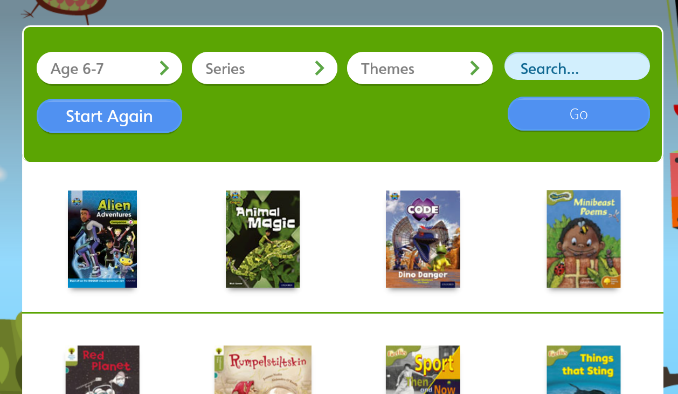 Age 6-7
Series
Themes
Search...
Start Again
Go
Alien
Adventures
Animal
Magic
CODE
Dino Danger
Minibeast
Poems
Red
Planet
Rumpelstiltskin
Sport
Then
and Now
Things
that Sting